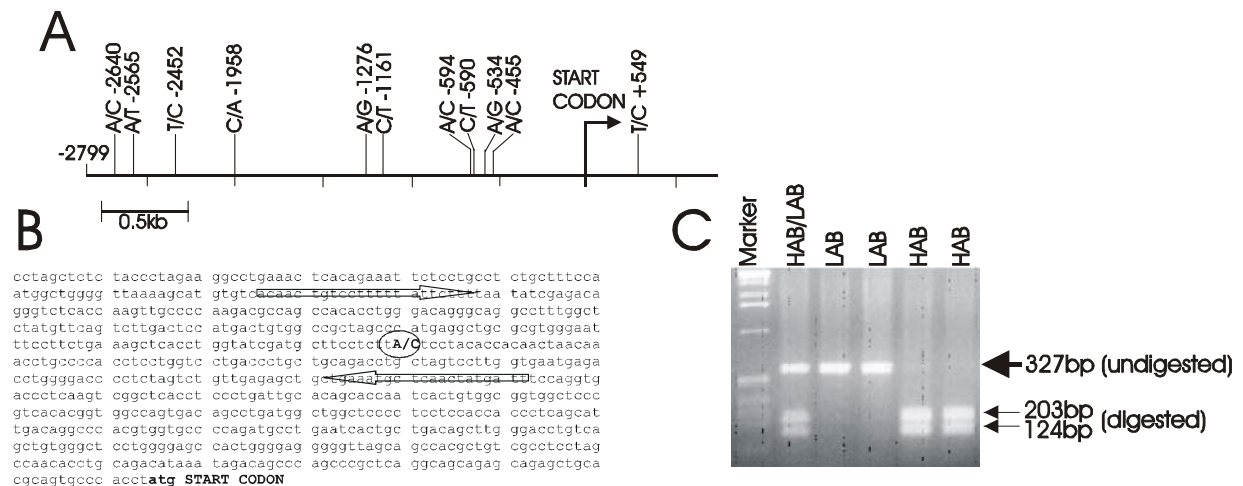 A
A/C -2640
A/T -2565
T/C -2452
C/A -1958
A/G -1276
C/T -1161
A/C -594
C/T -590
A/G -534
A/C -455
START
CODON
T/C +549
-2799
0.5kb
B
cctagctctc taccctagaa ggcctgaaac tcacagaaat tctcctgcct ctgctttcca
atggctgggg ttaaaagcat gtgtcacaac tgtccttttt attcttttaa tatcgagaca
gggtctcacc aagttgcccc aagacgccag ccacacctgg gacagggcag gcctttggct
ctatgttcag tcttgactcc atgactgtgg ccgctagccc atgaggctgc gcgtgggaat
ttccttctga aagctcacct ggtatcgatg cttcctctt A/C tcctacaccacaactaacaa
acctgcccca cctcctggtc ctgaccctgc tgcagacctg ctagtccttg gtgaatgaga
cctggggacc cctctagtct gttgagagct gctgaaatgc tcaactatga tttccaggtg
accctcaagt cggctcacct ccctgattgc acagcaccaa tcactgtggc ggtggctccc
gtcacacggt ggccagtgac agcctgatgg ctggctcccc tcctccacca ccctcagcat
tgacaggccc acgtggtgcc ccagatgcct gaatcactgc tgacagcttg ggacctgtca
gctgtgggct cctggggagc cactggggag gggggttagca gccacgctgt cgcctcctag
ccaacacctg cagacataaa tagacagccc agcccgctca ggcagcagag cagagctgca
cgcagtgccc acctatg START CODON
C
Marker
HAB/LAB
LAB
LAB
HAB
HAB
327bp (undigested)
203bp
124bp
(digested)